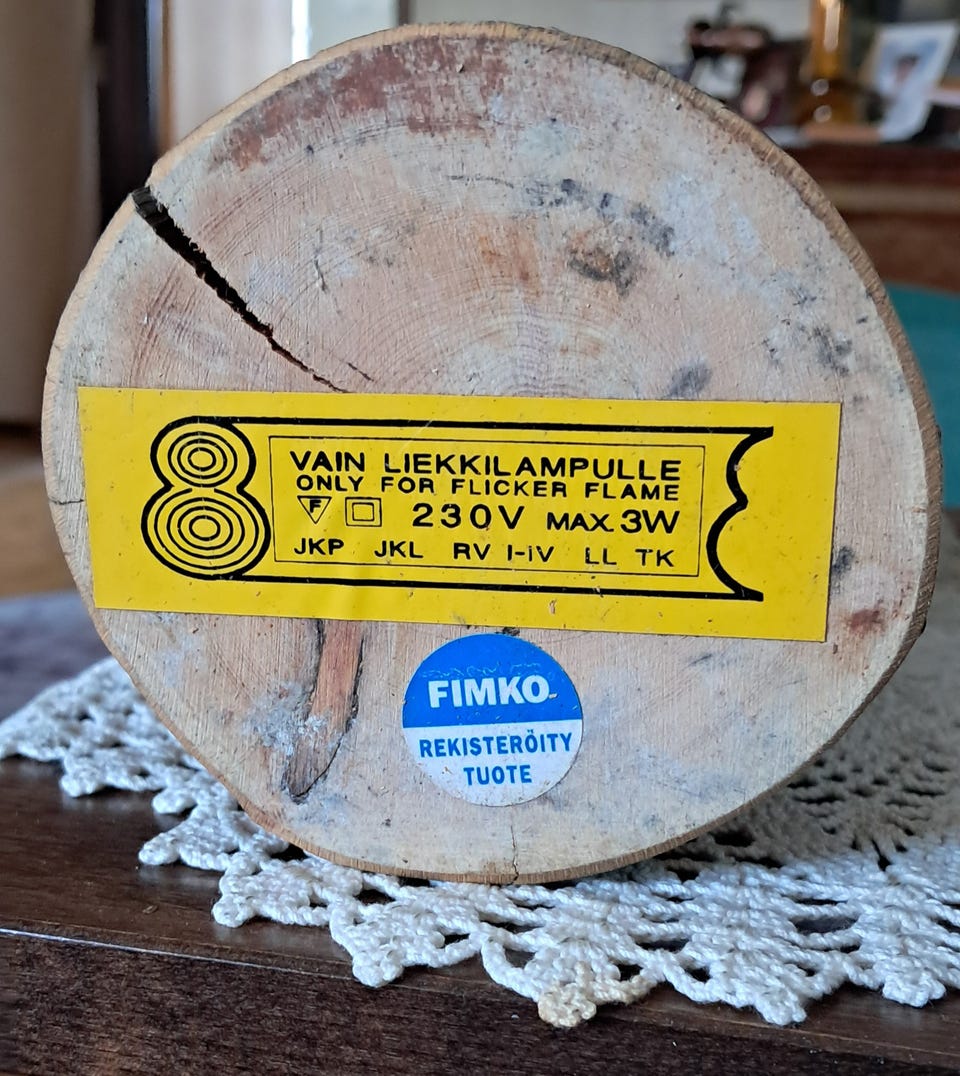 VAIN LIEKKILAMPULLE
ONLY FOR FLICKER FLAME
F 230V MAX. 3W
JKP JKL RV I-IV LL TK
FIMKO
REKISTERÖITY
TUOTE